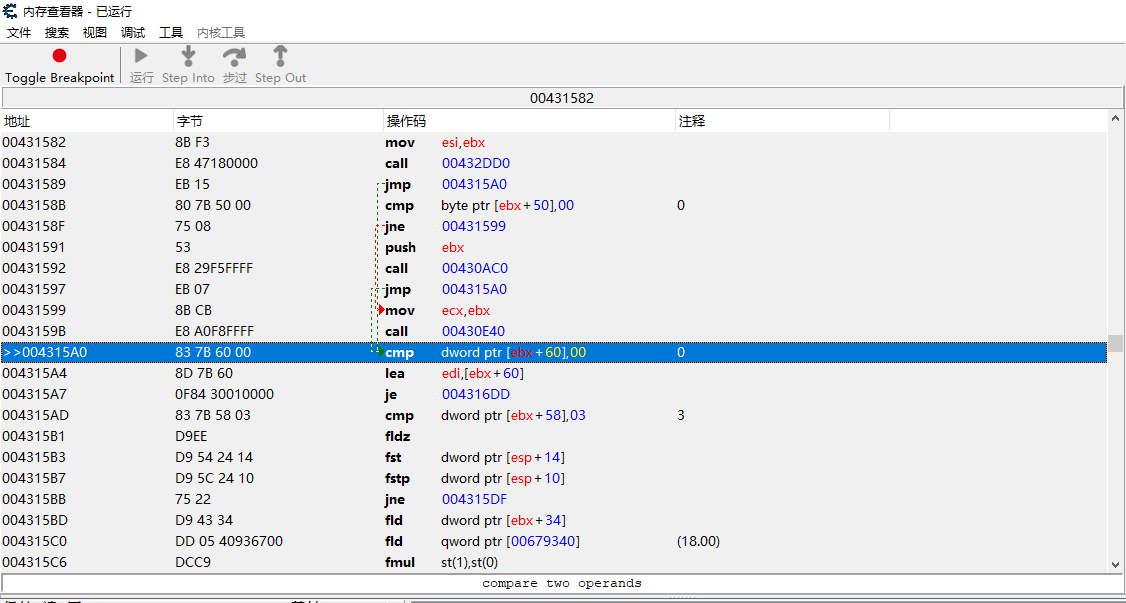 内存查看器 - 已运行
文件 搜索 视图 调试 工具 内核工具
Toggle Breakpoint 运行 Step Into 步过 Step Out
00431582
地址 字节 操作码 注释
00431582 8B F3 mov esi,ebx
00431584 E8 47180000 call 00432DD0
00431589 EB 15 jmp 004315A0
0043158B 80 7B 50 00 cmp byte ptr [ebx+50],00 0
0043158F 75 08 jne 00431599
00431591 53 push ebx
00431592 E8 29F5FFFF call 00430AC0
00431597 EB 07 jmp 004315A0
00431599 8B CB mov ecx,ebx
0043159B E8 A0F8FFFF call 00430E40
>>004315A0 83 7B 60 00 cmp dword ptr [ebx+60],00 0
004315A4 8D 7B 60 lea edi,[ebx+60]
004315A7 0F84 30010000 je 004316DD
004315AD 83 7B 58 03 cmp dword ptr [ebx+58],03 3
004315B1 D9EE fldz
004315B3 D9 54 24 14 fst dword ptr [esp+14]
004315B7 D9 5C 24 10 fstp dword ptr [esp+10]
004315BB 75 22 jne 004315DF
004315BD D9 43 34 fld dword ptr [ebx+34]
004315C0 DD 05 40936700 fld qword ptr [00679340] (18.00)
004315C6 DCC9 fmul st(1),st(0)
compare two operands